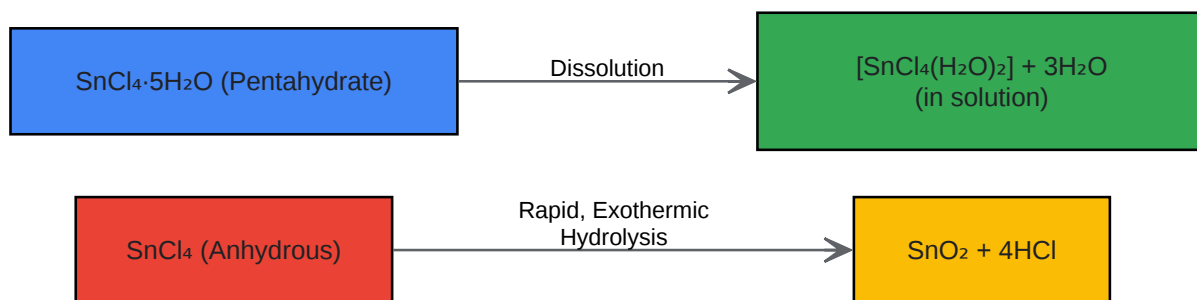 SnCl₄·5H₂O (Pentahydrate)
Dissolution
[SnCl₄(H₂O)₂] + 3H₂O
(in solution)
SnCl₄ (Anhydrous)
Rapid, Exothermic
Hydrolysis
SnO₂ + 4HCl